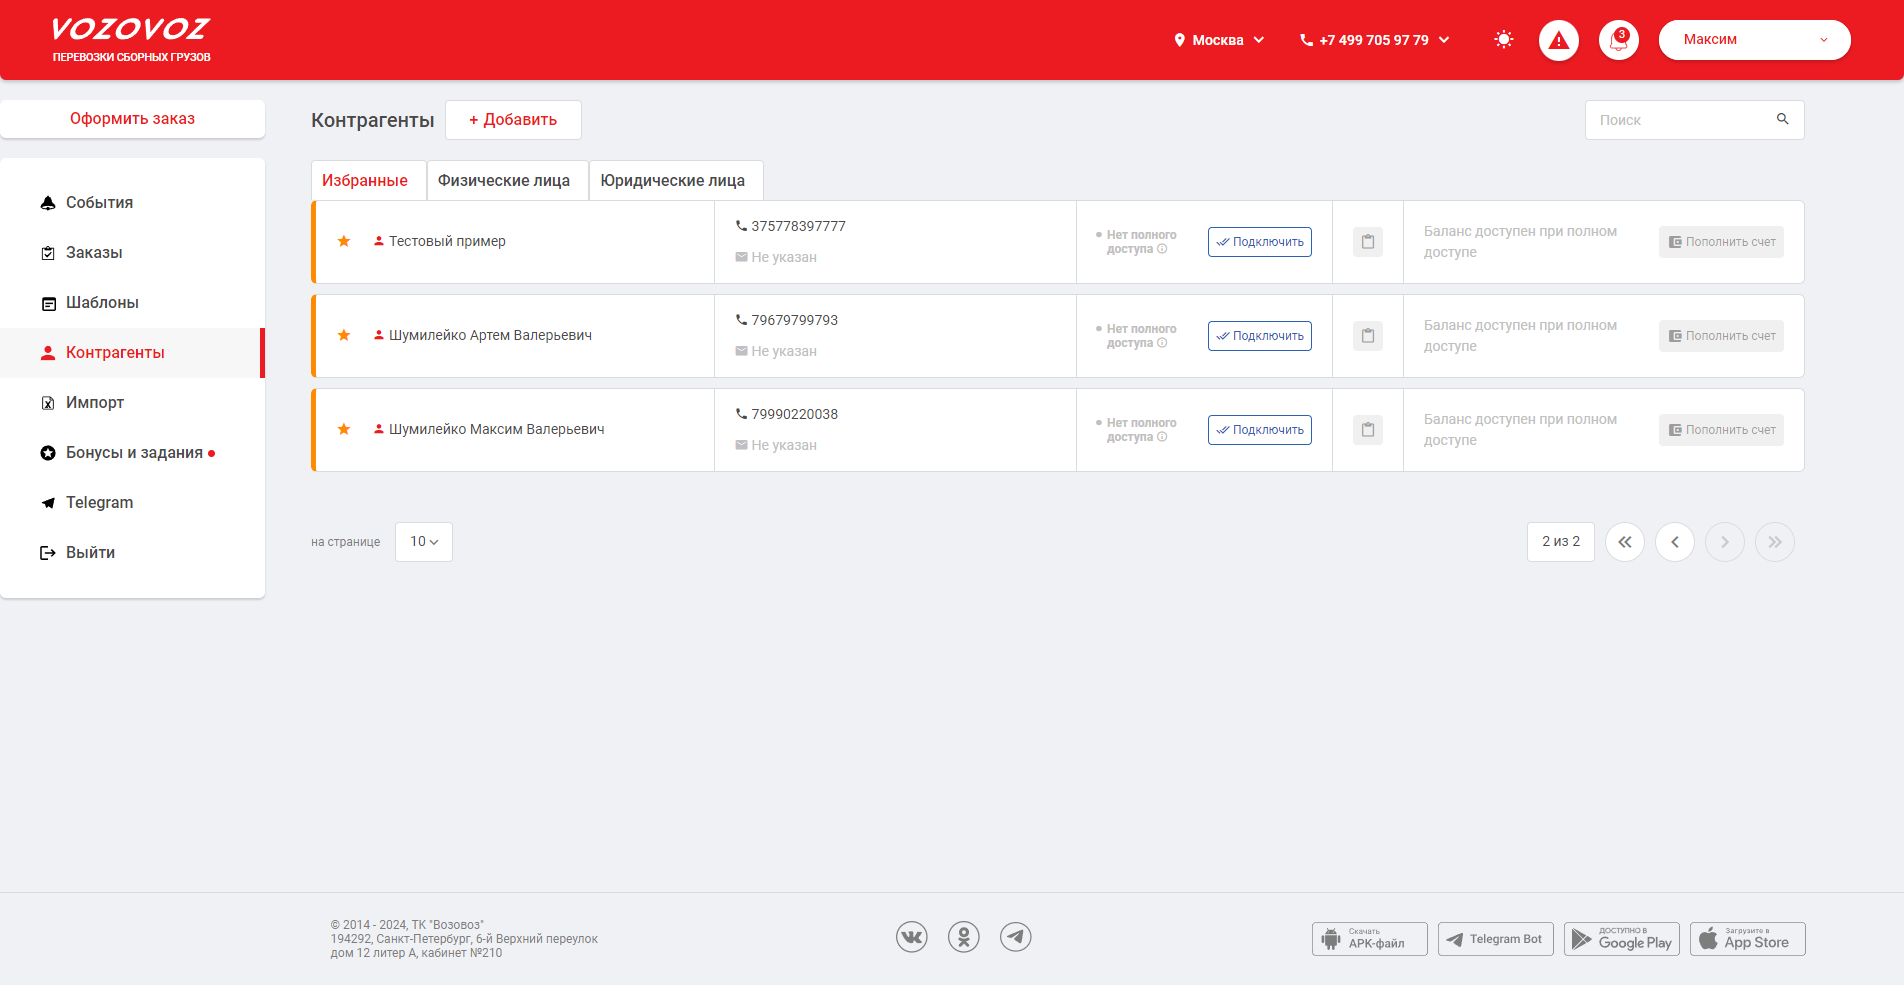 VOZOVOZ
ПЕРЕВОЗКИ СБОРНЫХ ГРУЗОВ
Москва
+7 499 705 97 79
3
Максим
Оформить заказ
События
Заказы
Шаблоны
Контрагенты
Импорт
Бонусы и задания
Telegram
Выйти
Контрагенты
+ Добавить
Поиск
Избранные
Физические лица
Юридические лица
Тестовый пример
375778397777
Не указан
Нет полного
доступа
Подключить
Баланс доступен при полном
доступе
Пополнить счет
Шумилейко Артем Валерьевич
79679799793
Не указан
Нет полного
доступа
Подключить
Баланс доступен при полном
доступе
Пополнить счет
Шумилейко Максим Валерьевич
79990220038
Не указан
Нет полного
доступа
Подключить
Баланс доступен при полном
доступе
Пополнить счет
на странице
10
2 из 2
© 2014 - 2024, ТК "Возовоз"
194292, Санкт-Петербург, 6-й Верхний переулок
дом 12 литер А, кабинет №210
Скачать
APK-файл
Telegram Bot
ДОСТУПНО В
Google Play
Загрузите в
App Store